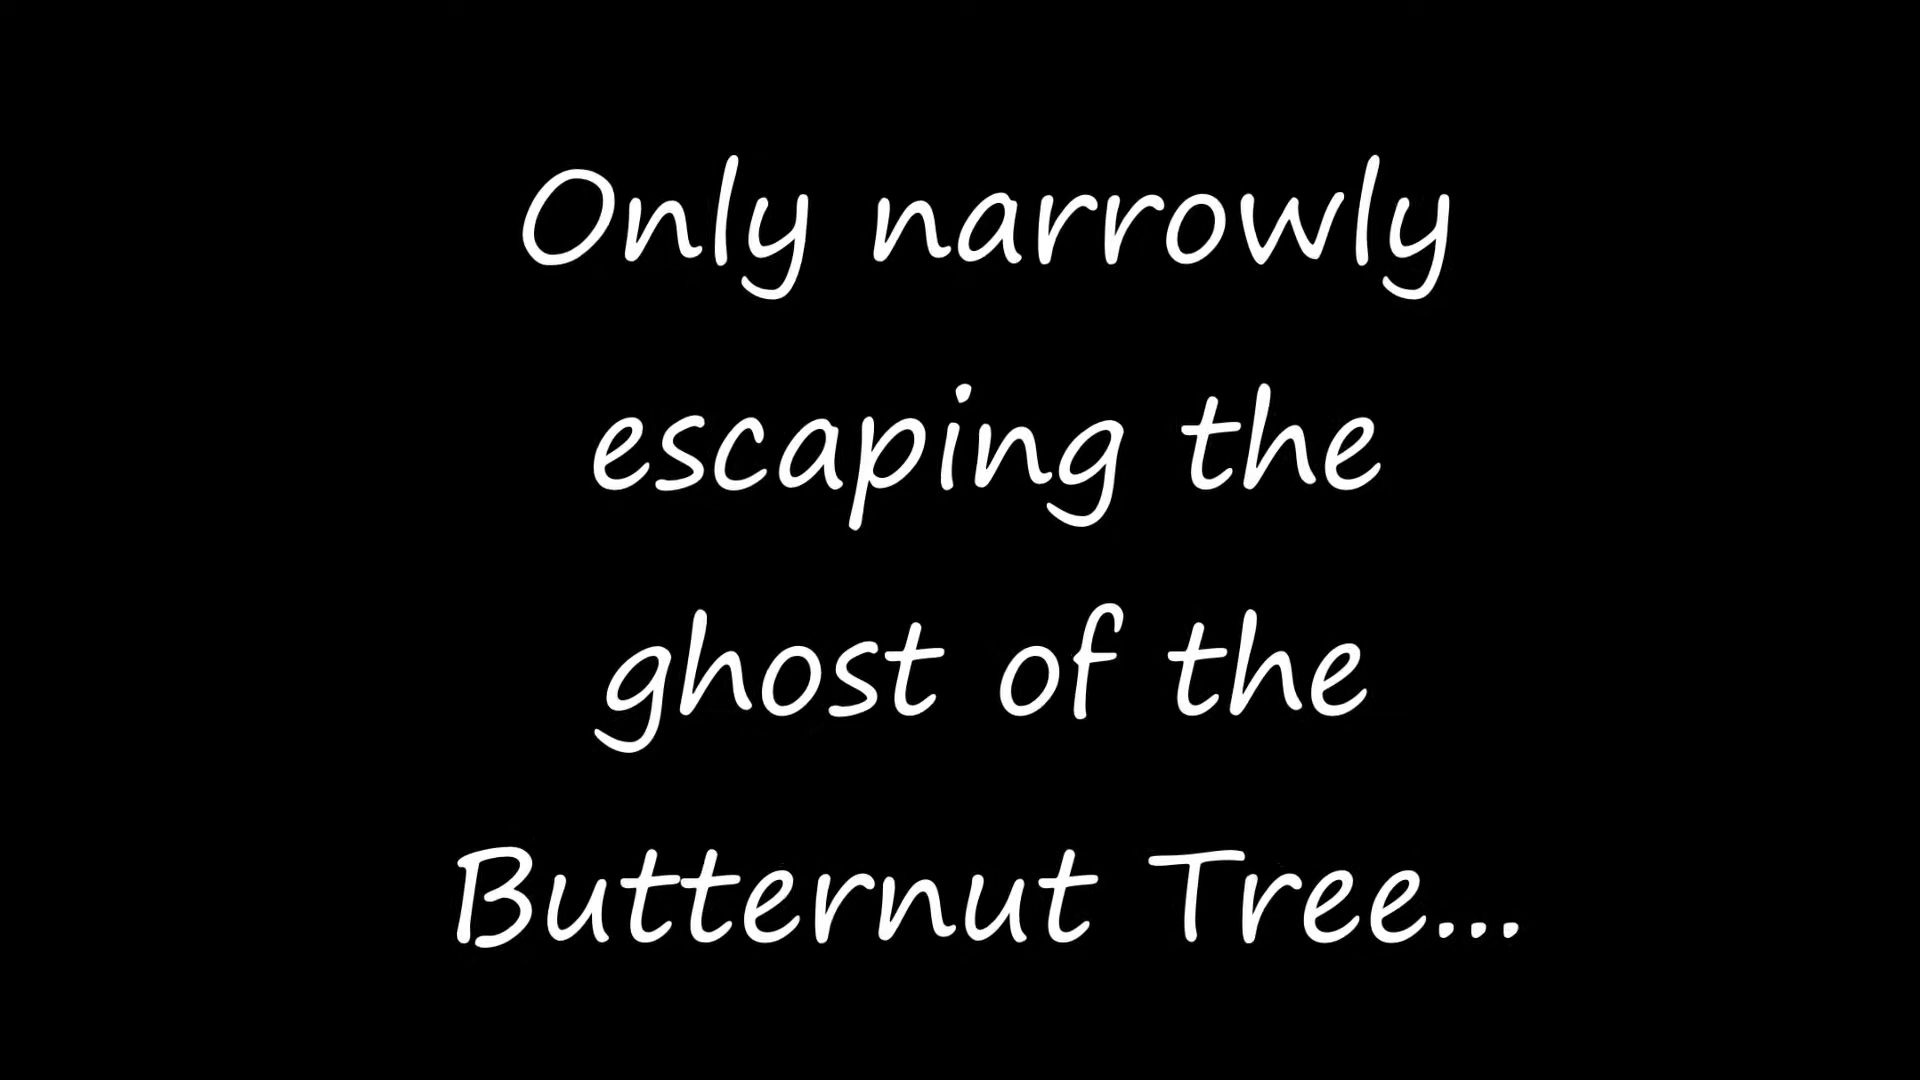 Only narrowly
escaping the
ghost of the
Butternut Tree...